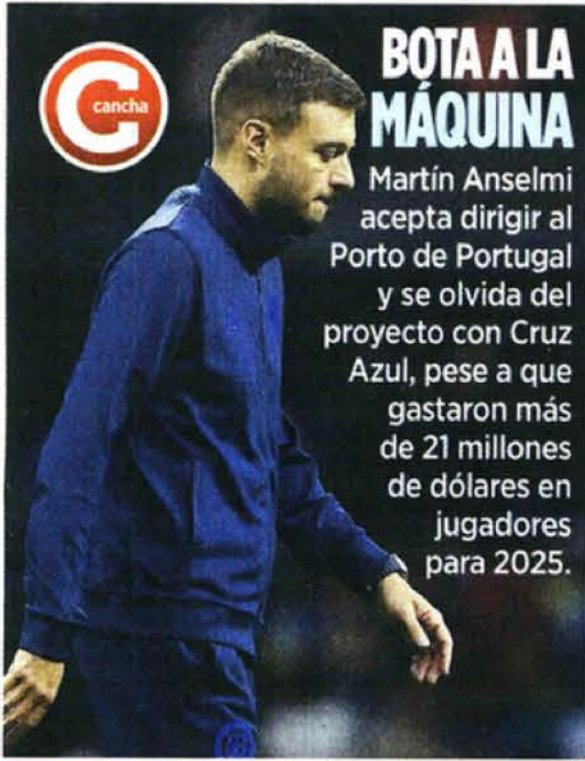 C
cancha
BOTA A LA
MÁQUINA
Martín Anselmi
acepta dirigir al
Porto de Portugal
y se olvida del
proyecto con Cruz
Azul, pese a que
gastaron más
de 21 millones
de dólares en
jugadores
para 2025.